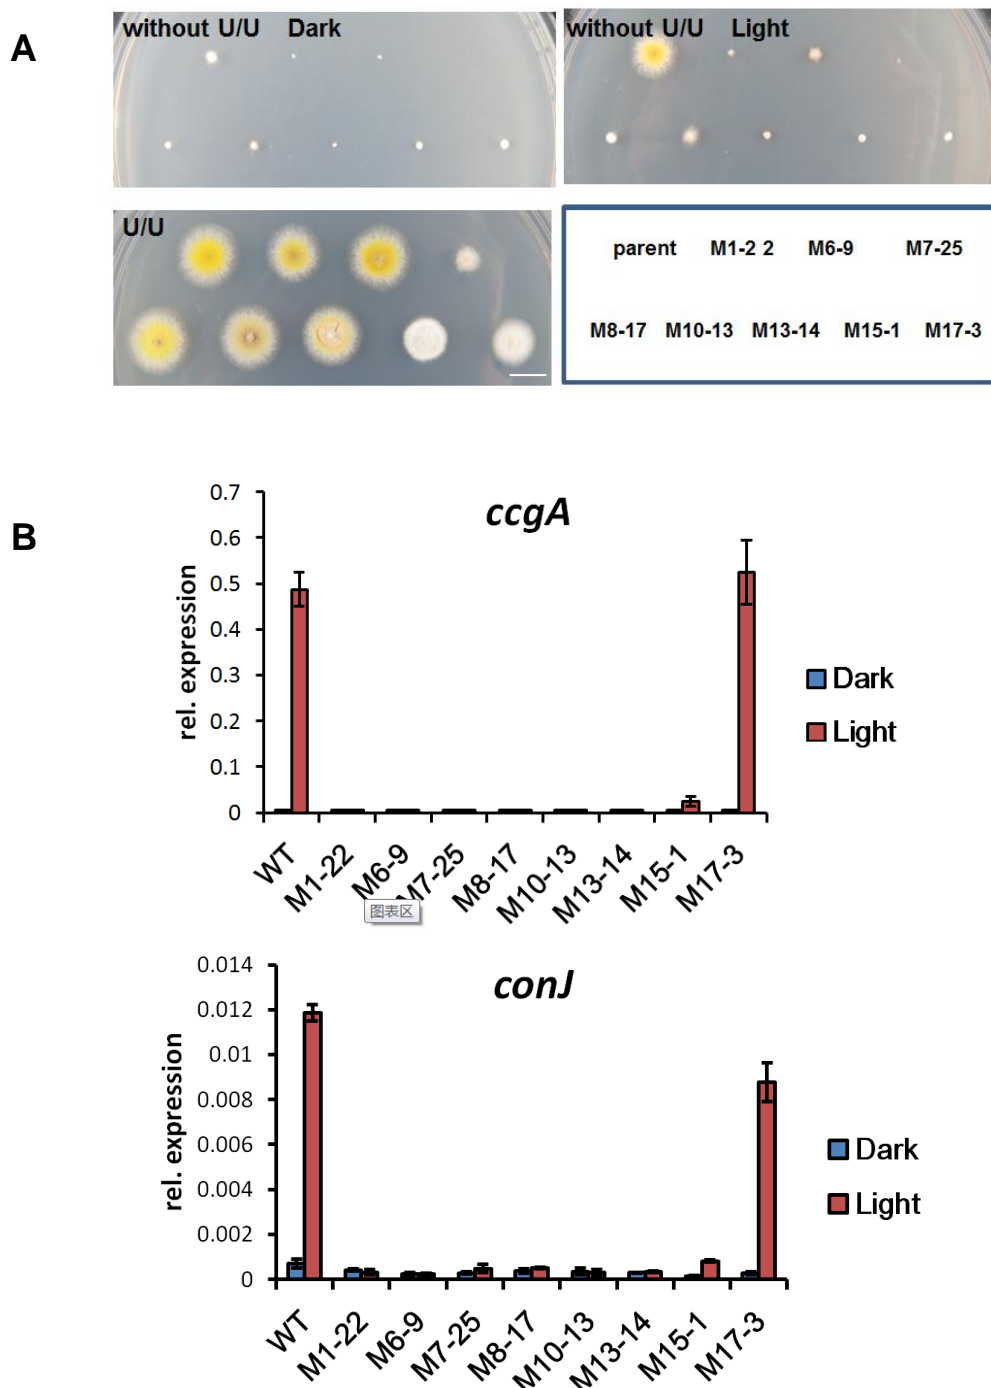 A
without U/U Dark
without U/U Light
U/U
parent M1-2 2 M6-9 M7-25
M8-17 M10-13 M13-14 M15-1 M17-3
B
ccgA
rel. expression
0.7
0.6
0.5
0.4
0.3
0.2
0.1
0
Dark
Light
WT
M1-22
M6-9
M7-25
M8-17
M10-13
M13-14
M15-1
M17-3
图表区
conJ
rel. expression
0.014
0.012
0.01
0.008
0.006
0.004
0.002
0
Dark
Light
WT
M1-22
M6-9
M7-25
M8-17
M10-13
M13-14
M15-1
M17-3